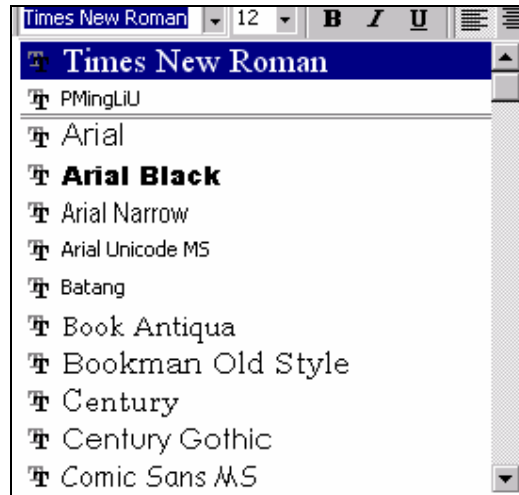 Times New Roman 12 B I U
Times New Roman
PMingLiU
Arial
Arial Black
Arial Narrow
Arial Unicode MS
Batang
Book Antiqua
Bookman Old Style
Century
Century Gothic
Comic Sans MS